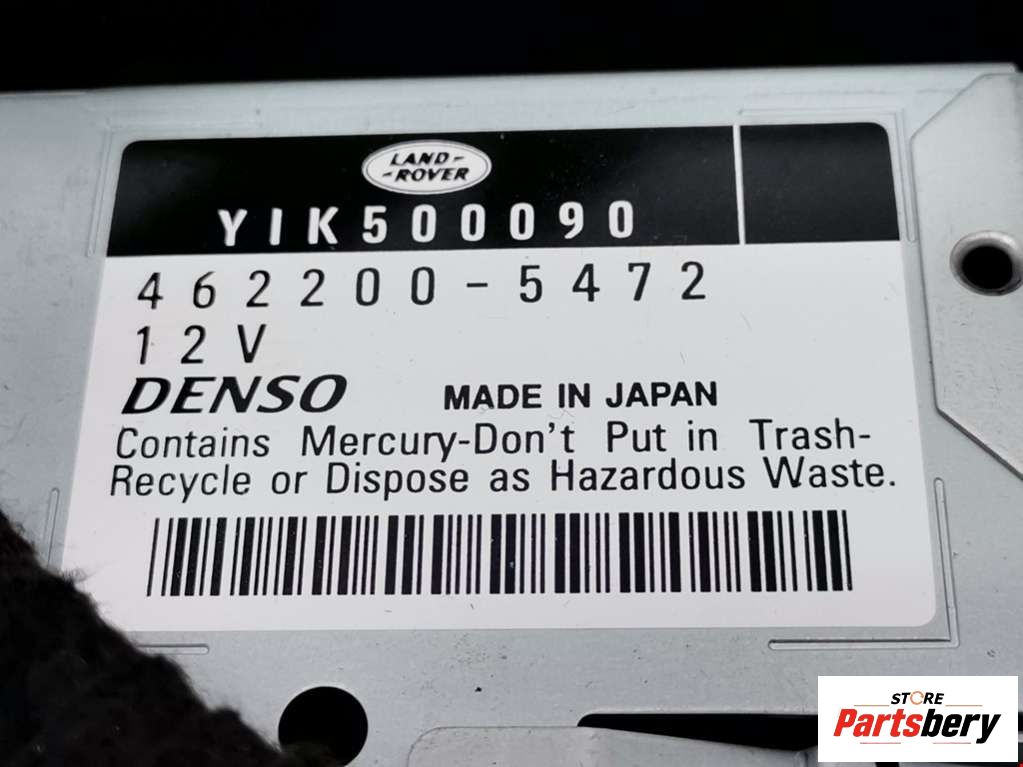 LAND-
-ROVER
YIK500090
462200-5472
12V
DENSO MADE IN JAPAN
Contains Mercury-Don't Put in Trash-
Recycle or Dispose as Hazardous Waste.
STORE
Partsbery